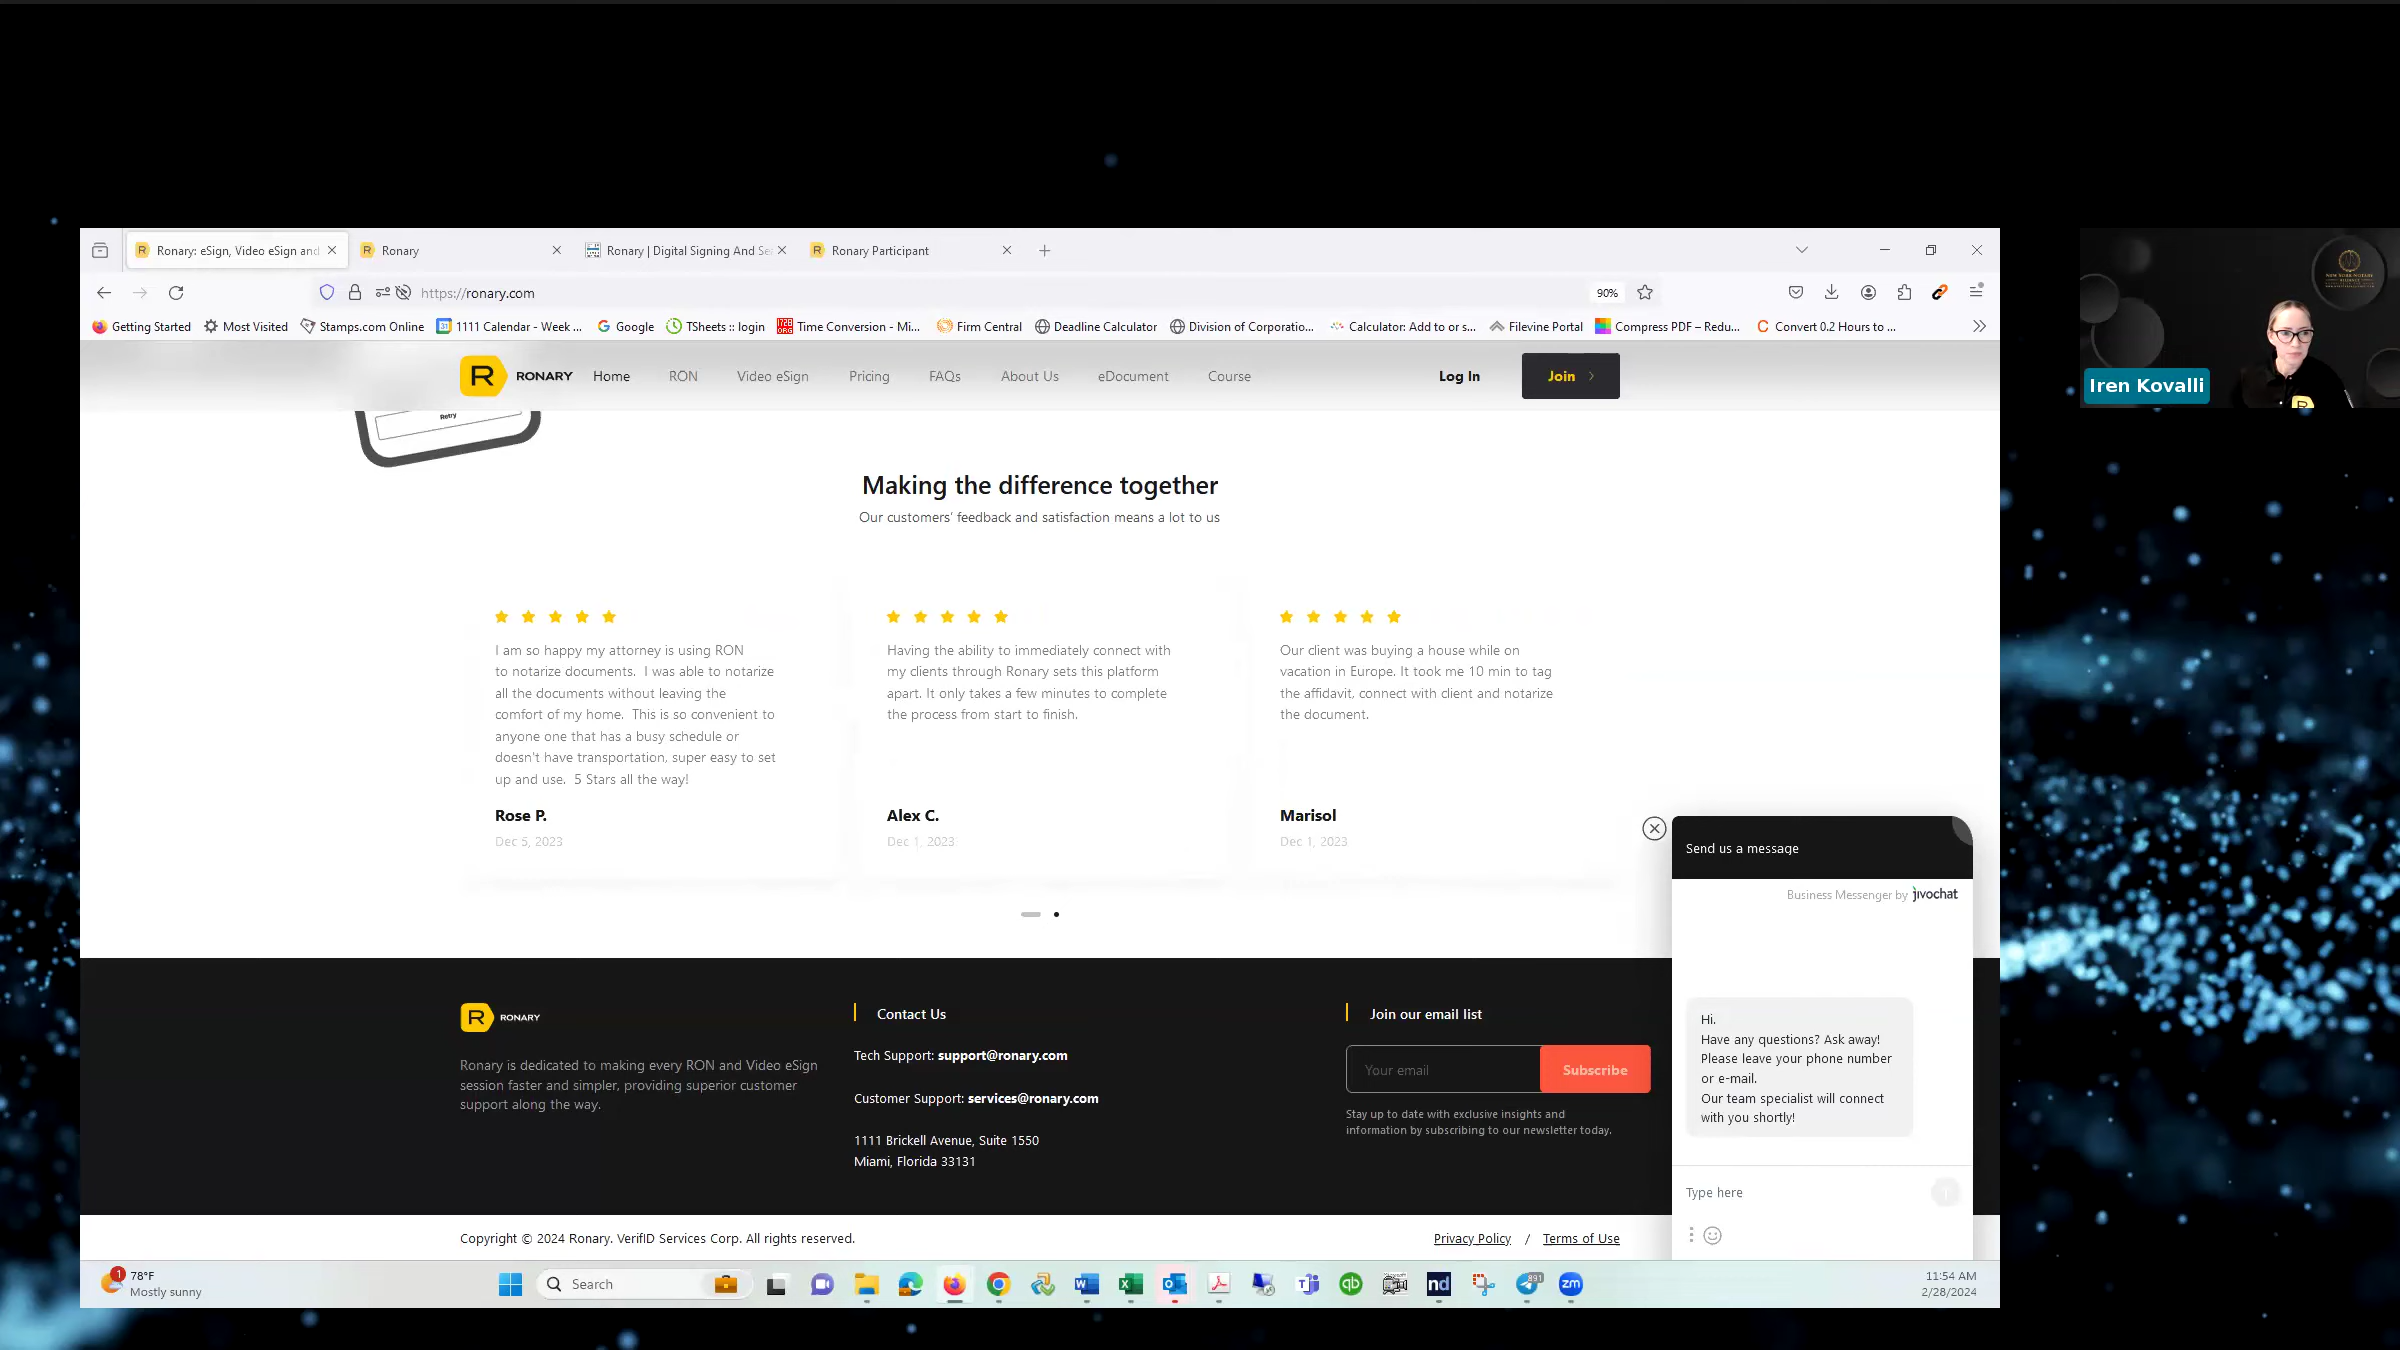 Ronary: eSign, Video eSign and
Ronary
Ronary | Digital Signing And Se
Ronary Participant
https://ronary.com
90%
Getting Started
Most Visited
Stamps.com Online
1111 Calendar - Week ...
Google
TSheets :: login
Time Conversion - Mi...
Firm Central
Deadline Calculator
Division of Corporatio...
Calculator: Add to or s...
Filevine Portal
Compress PDF – Redu...
Convert 0.2 Hours to ...
R RONARY
Home
RON
Video eSign
Pricing
FAQs
About Us
eDocument
Course
Log In
Join
Retry
Iren Kovalli
Making the difference together
Our customers' feedback and satisfaction means a lot to us
I am so happy my attorney is using RON
to notarize documents.  I was able to notarize
all the documents without leaving the
comfort of my home.  This is so convenient to
anyone one that has a busy schedule or
doesn't have transportation, super easy to set
up and use.  5 Stars all the way!
Rose P.
Dec 5, 2023
Having the ability to immediately connect with
my clients through Ronary sets this platform
apart. It only takes a few minutes to complete
the process from start to finish.
Alex C.
Dec 1, 2023
Our client was buying a house while on
vacation in Europe. It took me 10 min to tag
the affidavit, connect with client and notarize
the document.
Marisol
Dec 1, 2023
Send us a message
Business Messenger by jivochat
Hi.
Have any questions? Ask away!
Please leave your phone number
or e-mail.
Our team specialist will connect
with you shortly!
Type here
R RONARY
Ronary is dedicated to making every RON and Video eSign
session faster and simpler, providing superior customer
support along the way.
Contact Us
Tech Support: support@ronary.com
Customer Support: services@ronary.com
1111 Brickell Avenue, Suite 1550
Miami, Florida 33131
Join our email list
Your email
Subscribe
Stay up to date with exclusive insights and
information by subscribing to our newsletter today.
Copyright © 2024 Ronary. VerifID Services Corp. All rights reserved.
Privacy Policy / Terms of Use
1
78°F
Mostly sunny
Search
qb
nd
891
zm
11:54 AM
2/28/2024